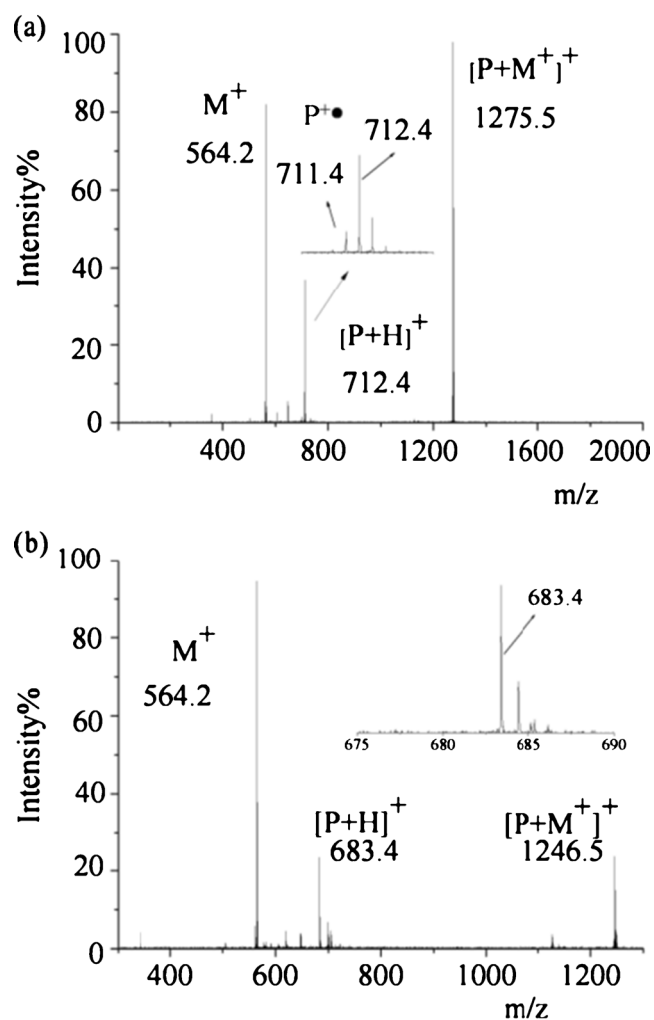 (a)
100
80
60
40
20
0
Intensity%
M+
564.2
P+●
711.4
712.4
[P+H]+
712.4
[P+M+]+
1275.5
400 800 1200 1600 2000
m/z
(b)
100
80
60
40
20
0
Intensity%
M+
564.2
683.4
675 680 685 690
[P+H]+
683.4
[P+M+]+
1246.5
400 600 800 1000 1200
m/z